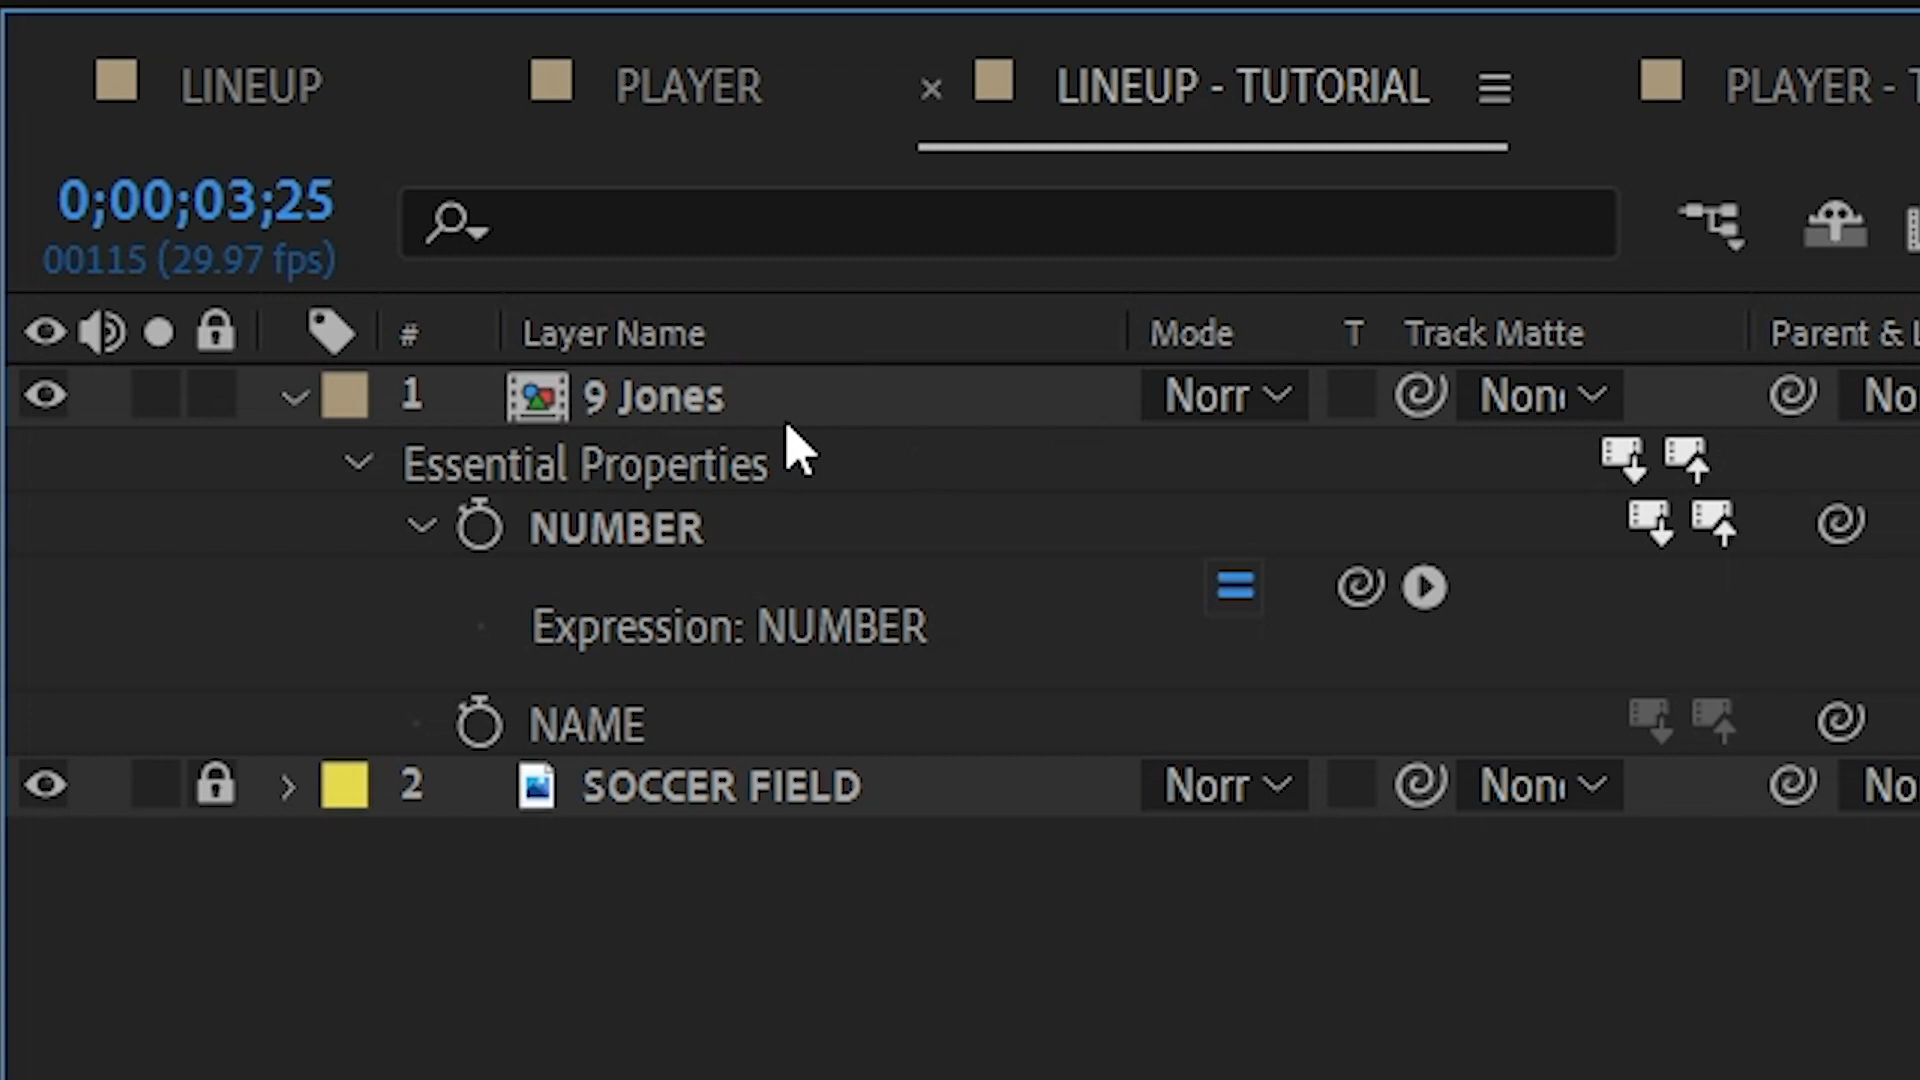 LINEUP PLAYER × LINEUP - TUTORIAL PLAYER - T
0;00;03;25
00115 (29.97 fps)
# Layer Name Mode T Track Matte Parent & L
1 9 Jones Norr Non No
Essential Properties
NUMBER
Expression: NUMBER
NAME
2 SOCCER FIELD Norr Non No